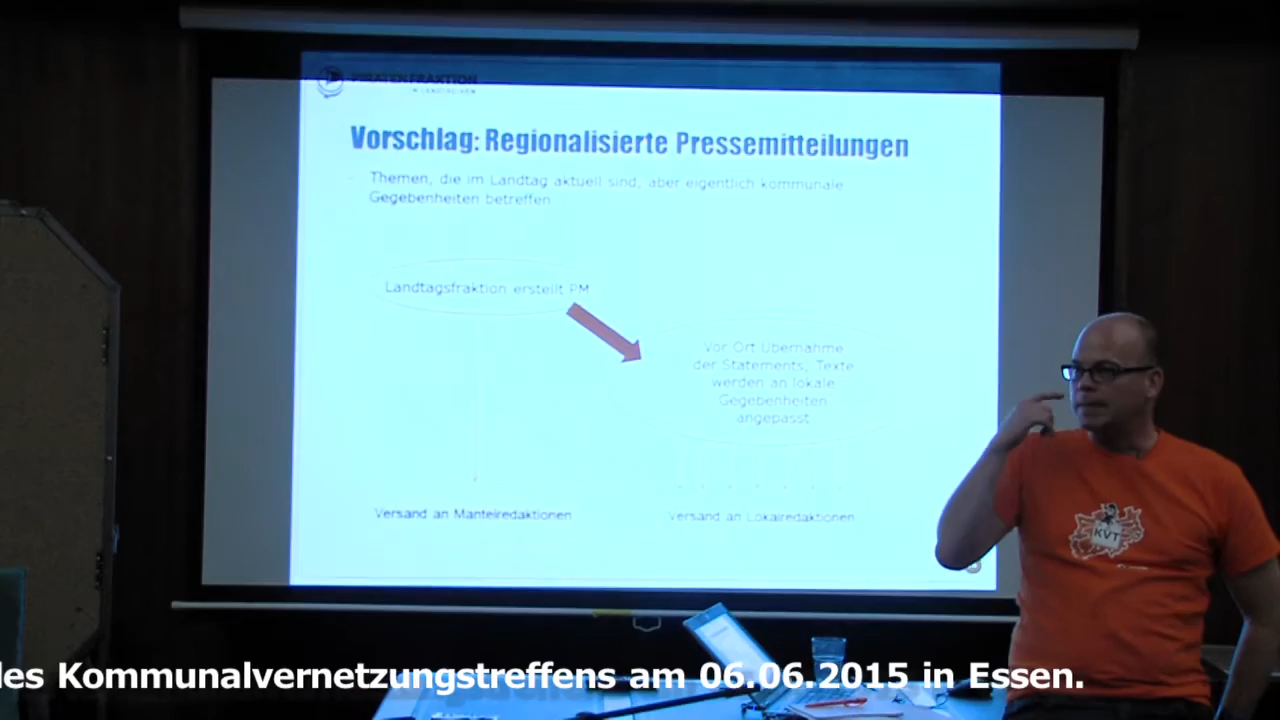 PIRATENFRAKTION
IM LANDTAG NRW
Vorschlag: Regionalisierte Pressemitteilungen
– Themen, die im Landtag aktuell sind, aber eigentlich kommunale
Gegebenheiten betreffen
Landtagsfraktion erstellt PM
Vor Ort Übernahme
der Statements, Texte
werden an lokale
Gegebenheiten
angepasst
Versand an Mantelredaktionen
Versand an Lokalredaktionen
KVT
des Kommunalvernetzungstreffens am 06.06.2015 in Essen.